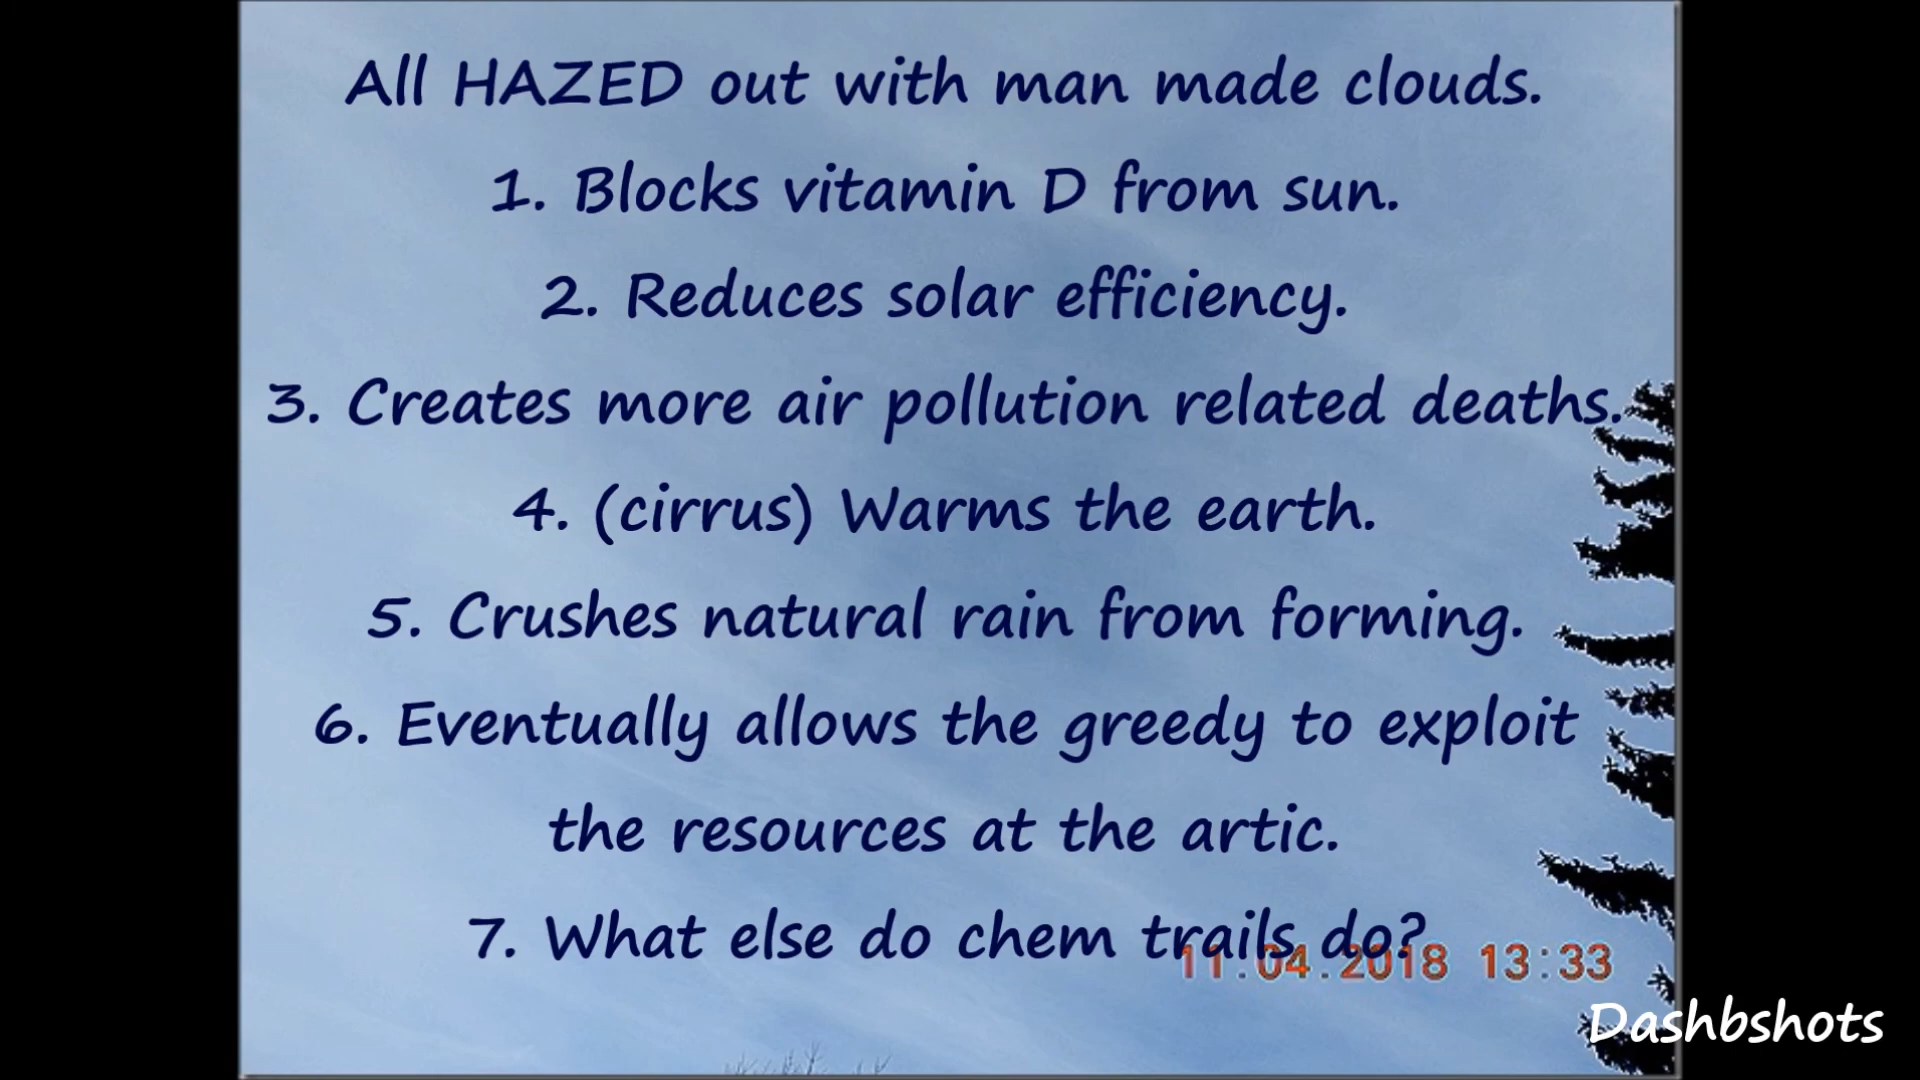 All HAZED out with man made clouds.
1. Blocks vitamin D from sun.
2. Reduces solar efficiency.
3. Creates more air pollution related deaths.
4. (cirrus) Warms the earth.
5. Crushes natural rain from forming.
6. Eventually allows the greedy to exploit
the resources at the artic.
7. What else do chem trails do?
11.04.2018 13:33
Dashbshots